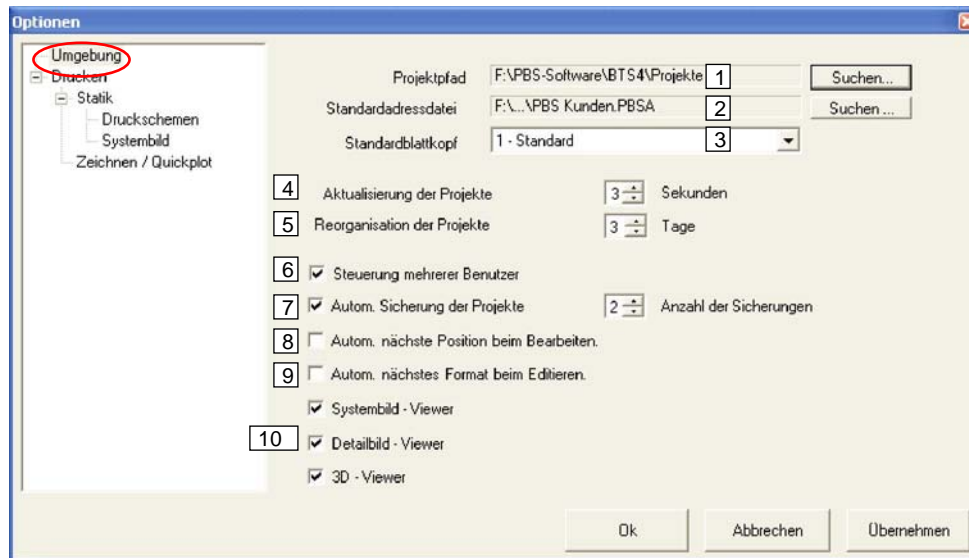 Optionen
Umgebung
Drucken
Statik
Druckschemen
Systembild
Zeichnen / Quickplot
Projektpfad F:\PBS-Software\BTS4\Projekte 1 Suchen...
Standardadressdatei F:\...\PBS Kunden.PBSA 2 Suchen ...
Standardblattkopf 1 - Standard 3
4 Aktualisierung der Projekte 3 Sekunden
5 Reorganisation der Projekte 3 Tage
6 Steuerung mehrerer Benutzer
7 Autom. Sicherung der Projekte 2 Anzahl der Sicherungen
8 Autom. nächste Position beim Bearbeiten.
9 Autom. nächstes Format beim Editieren.
Systembild - Viewer
10 Detailbild - Viewer
3D - Viewer
Ok Abbrechen Übernehmen